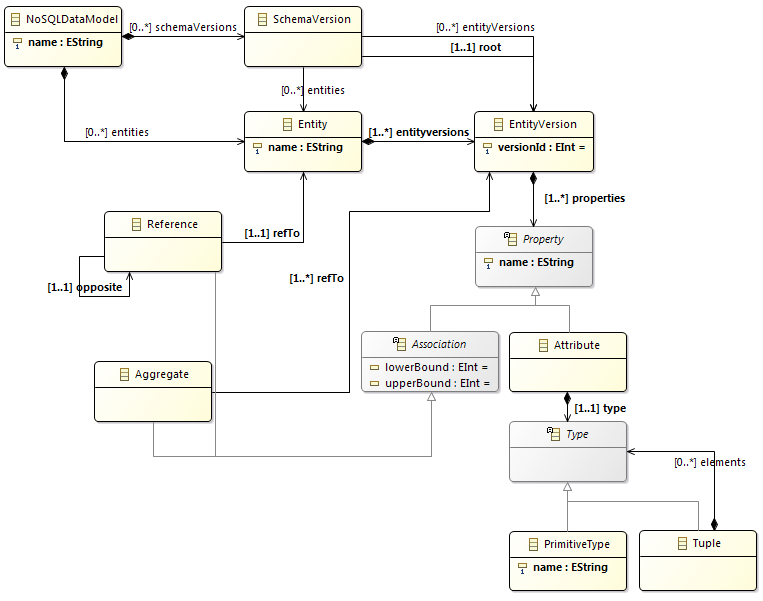 NoSQLDataModel
name : EString
[0..*] schemaVersions
SchemaVersion
[0..*] entityVersions
[1..1] root
[0..*] entities
[0..*] entities
Entity
name : EString
[1..*] entityversions
EntityVersion
versionId : EInt =
[1..*] properties
Reference
[1..1] refTo
[1..1] opposite
[1..*] refTo
Property
name : EString
Aggregate
Association
lowerBound : EInt =
upperBound : EInt =
Attribute
[1..1] type
Type
[0..*] elements
PrimitiveType
name : EString
Tuple